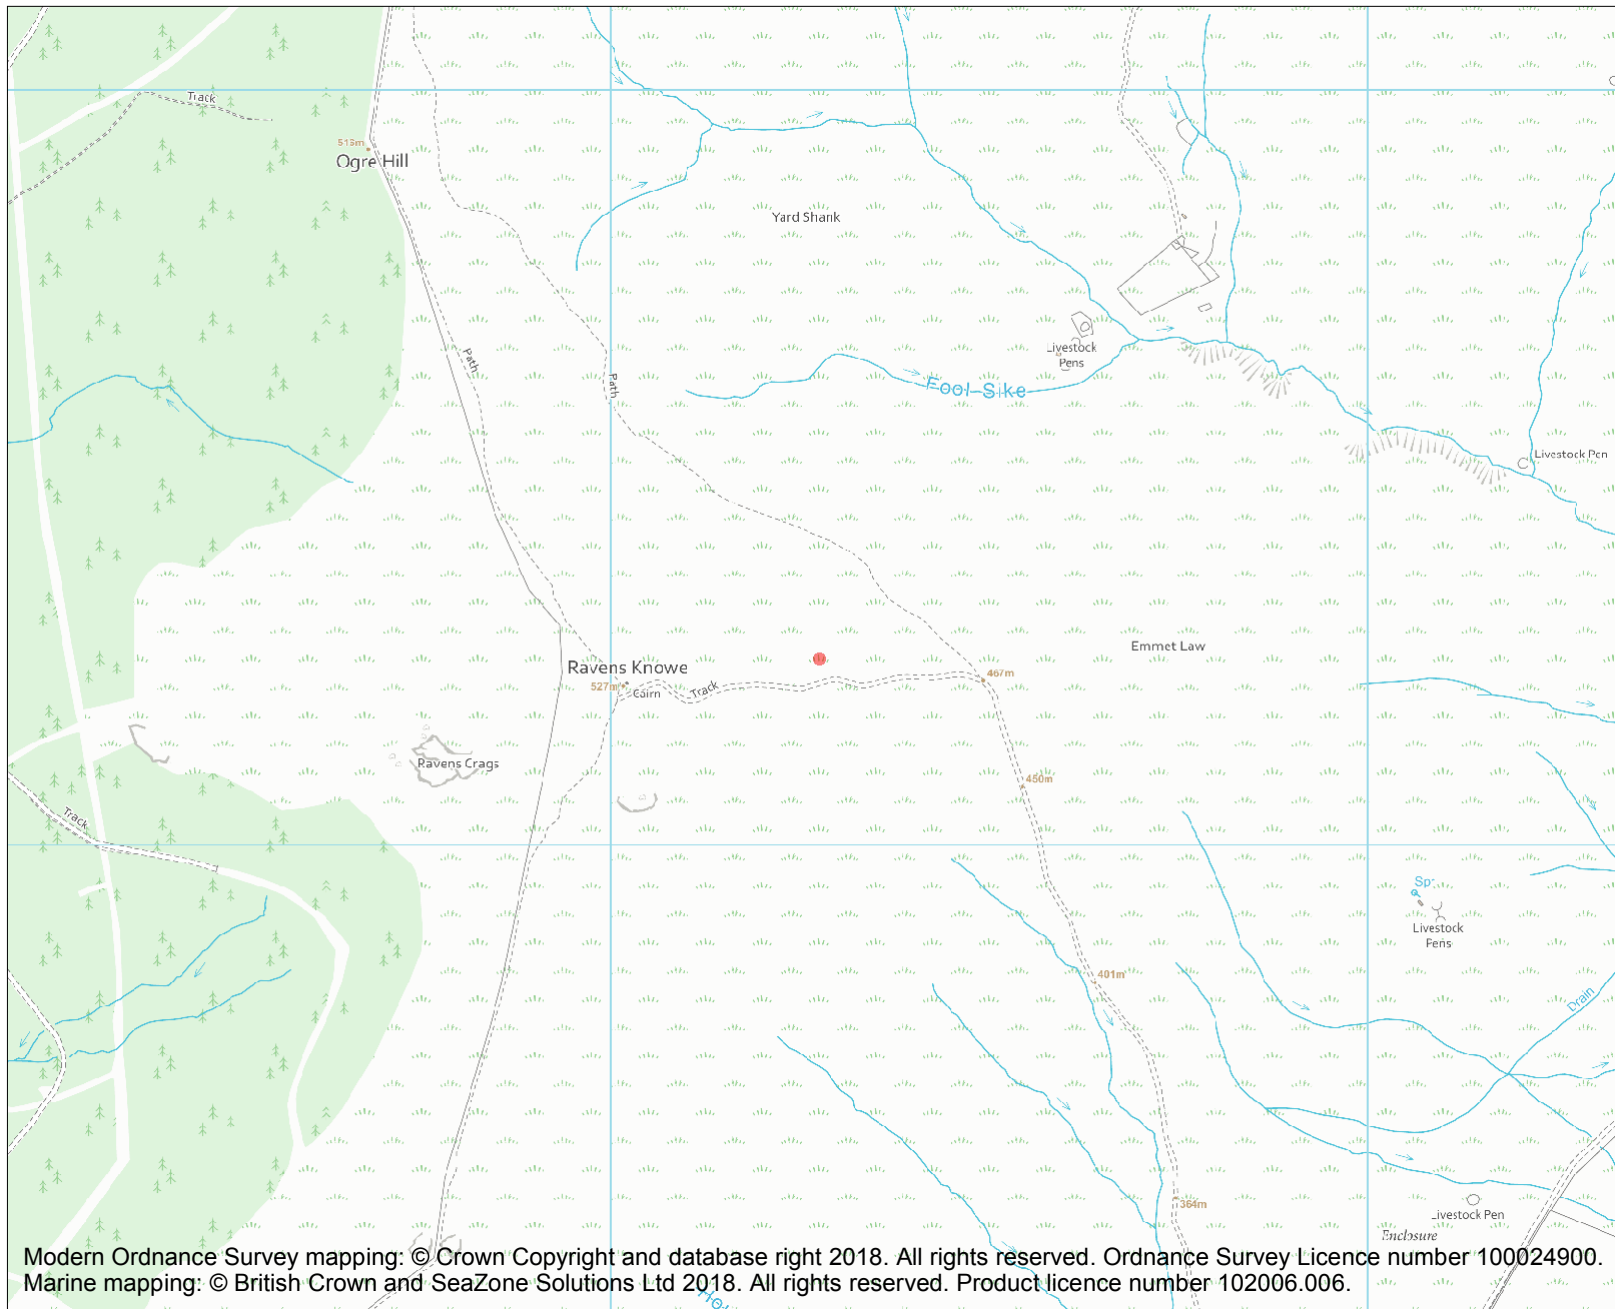 Track
513m
Ogre Hill
Yard Shank
Path
Path
Livestock
Pens
Fool Sike
Livestock Pen
Emmet Law
Ravens Knowe
527m
Cairn
Track
467m
Ravens Crags
450m
Track
Spr
Livestock
Pens
401m
Drain
364m
Livestock Pen
Enclosure
Modern Ordnance Survey mapping: © Crown Copyright and database right 2018. All rights reserved. Ordnance Survey Licence number 100024900.
Marine mapping: © British Crown and SeaZone Solutions Ltd 2018. All rights reserved. Product licence number 102006.006.